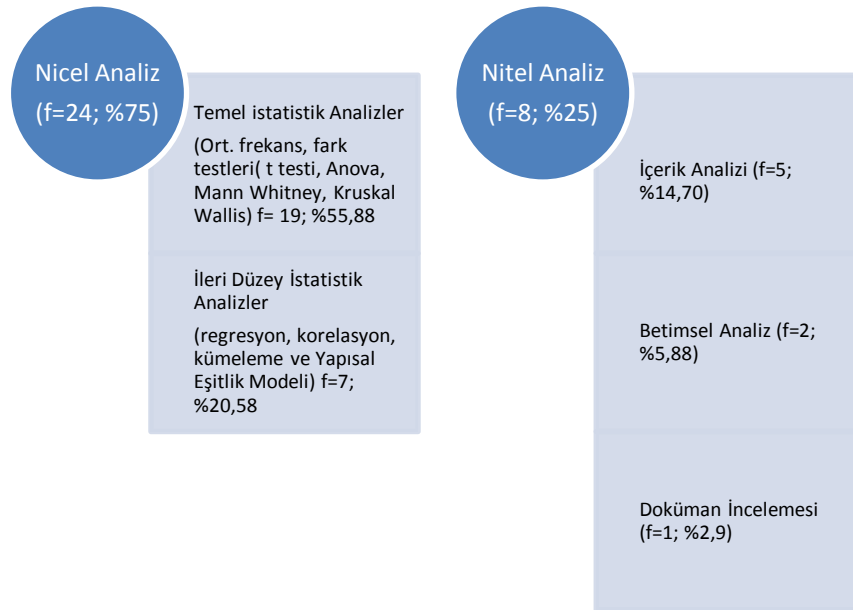 Nicel Analiz
(f=24; %75)
Temel istatistik Analizler
(Ort. frekans, fark
testleri( t testi, Anova,
Mann Whitney, Kruskal
Wallis) f= 19; %55,88
İleri Düzey İstatistik
Analizler
(regresyon, korelasyon,
kümeleme ve Yapısal
Eşitlik Modeli) f=7;
%20,58
Nitel Analiz
(f=8; %25)
İçerik Analizi (f=5;
%14,70)
Betimsel Analiz (f=2;
%5,88)
Doküman İncelemesi
(f=1; %2,9)